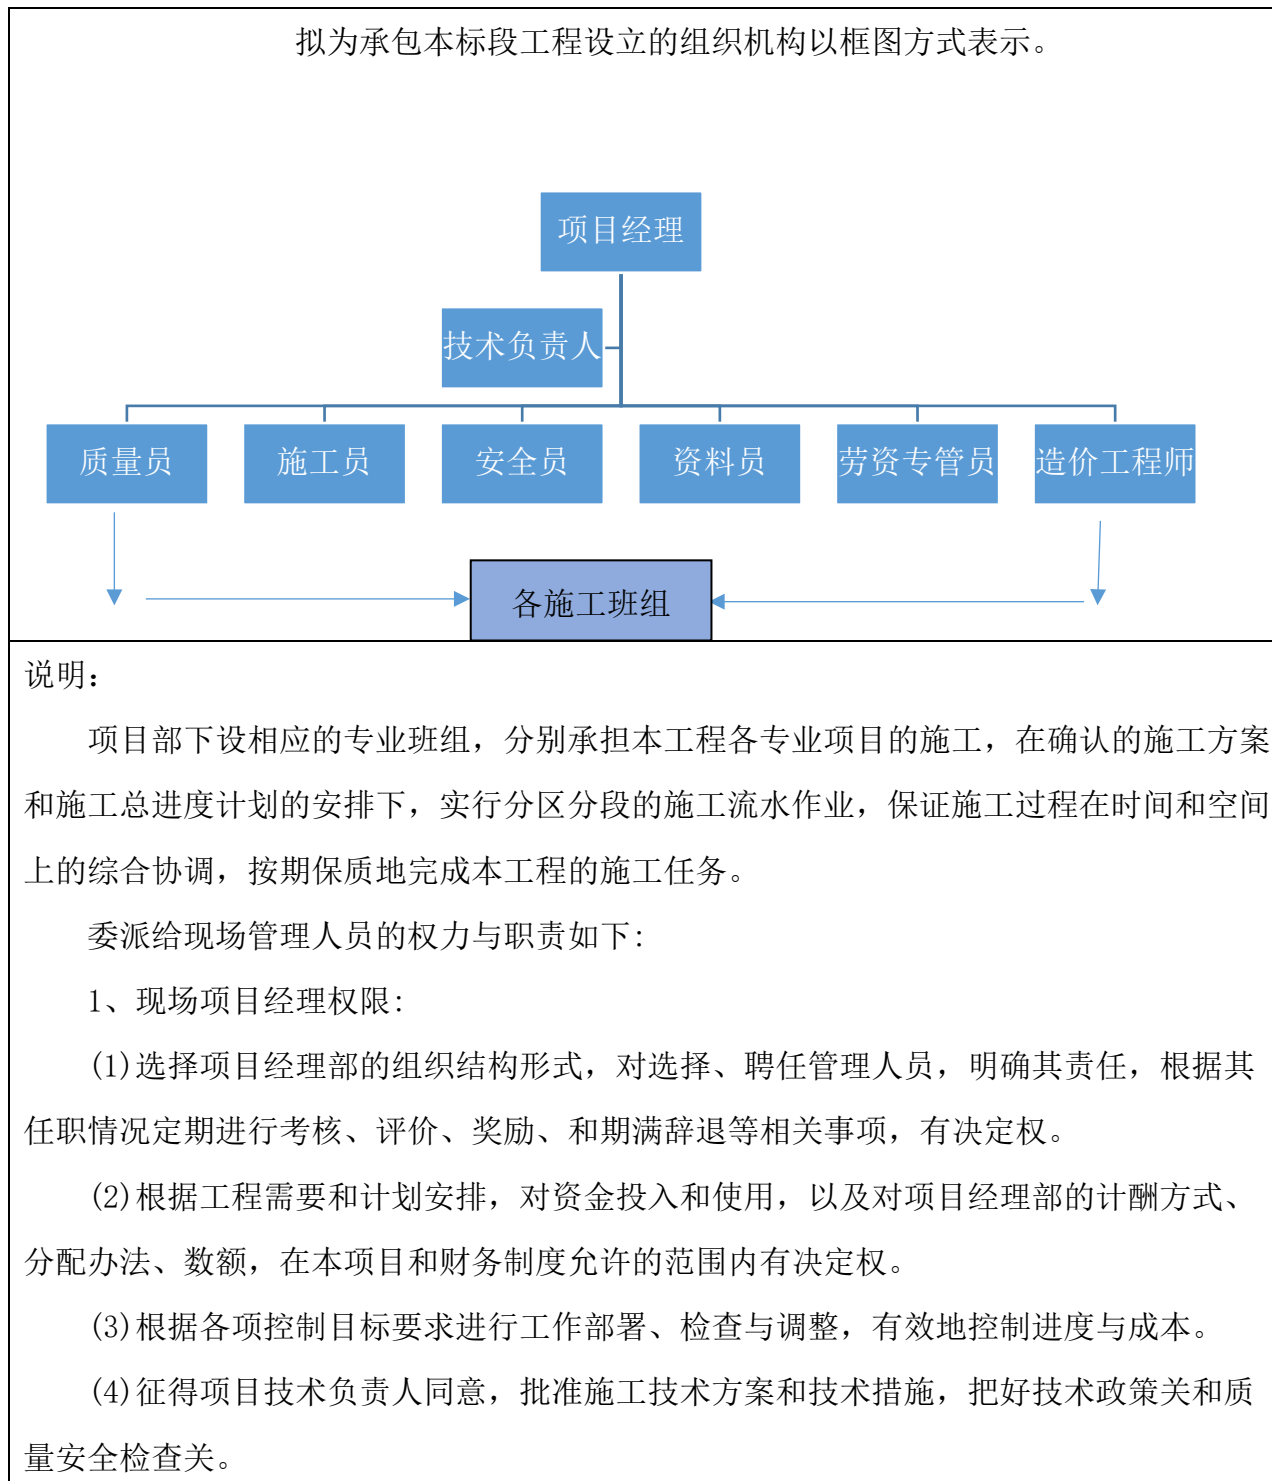 拟为承包本标段工程设立的组织机构以框图方式表示。
项目经理
技术负责人
质量员
施工员
安全员
资料员
劳资专管员
造价工程师
各施工班组
说明：
项目部下设相应的专业班组，分别承担本工程各专业项目的施工，在确认的施工方案
和施工总进度计划的安排下，实行分区分段的施工流水作业，保证施工过程在时间和空间
上的综合协调，按期保质地完成本工程的施工任务。
委派给现场管理人员的权力与职责如下:
1、现场项目经理权限:
(1)选择项目经理部的组织结构形式，对选择、聘任管理人员，明确其责任，根据其
任职情况定期进行考核、评价、奖励、和期满辞退等相关事项，有决定权。
(2)根据工程需要和计划安排，对资金投入和使用，以及对项目经理部的计酬方式、
分配办法、数额，在本项目和财务制度允许的范围内有决定权。
(3)根据各项控制目标要求进行工作部署、检查与调整，有效地控制进度与成本。
(4)征得项目技术负责人同意，批准施工技术方案和技术措施，把好技术政策关和质
量安全检查关。